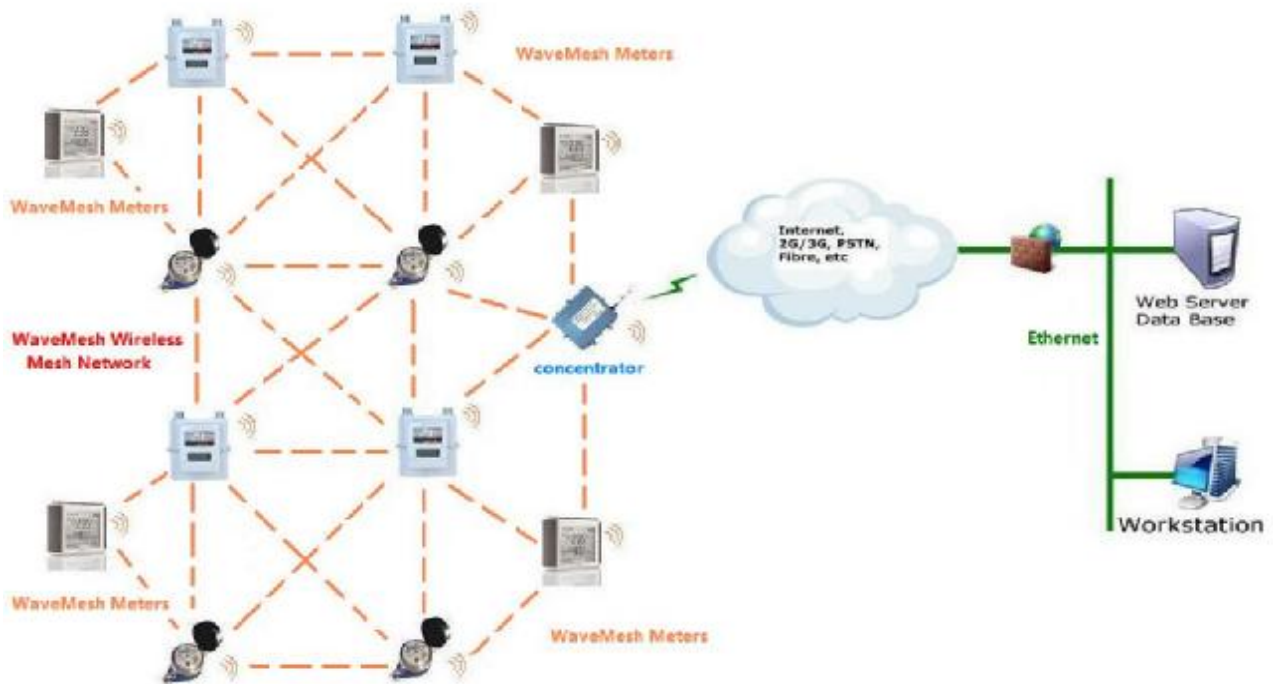 WaveMesh Meters
WaveMesh Meters
Internet,
2G/3G, PSTN,
Fibre, etc
Web Server
Data Base
WaveMesh Wireless
Mesh Network
Ethernet
concentrator
Workstation
WaveMesh Meters
WaveMesh Meters